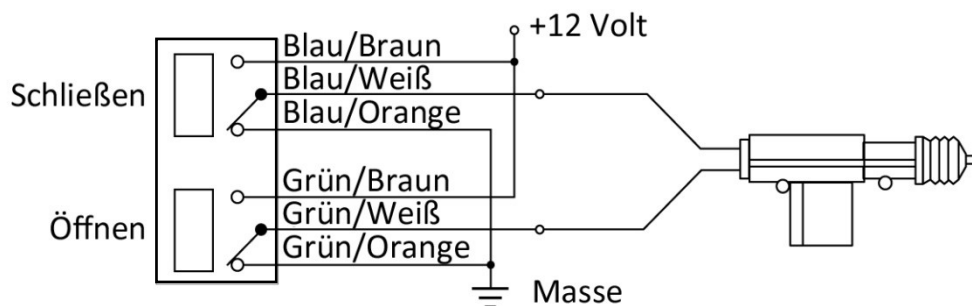 +12 Volt
Blau/Braun
Schließen
Blau/Weiß
Blau/Orange
Grün/Braun
Öffnen
Grün/Weiß
Grün/Orange
Masse